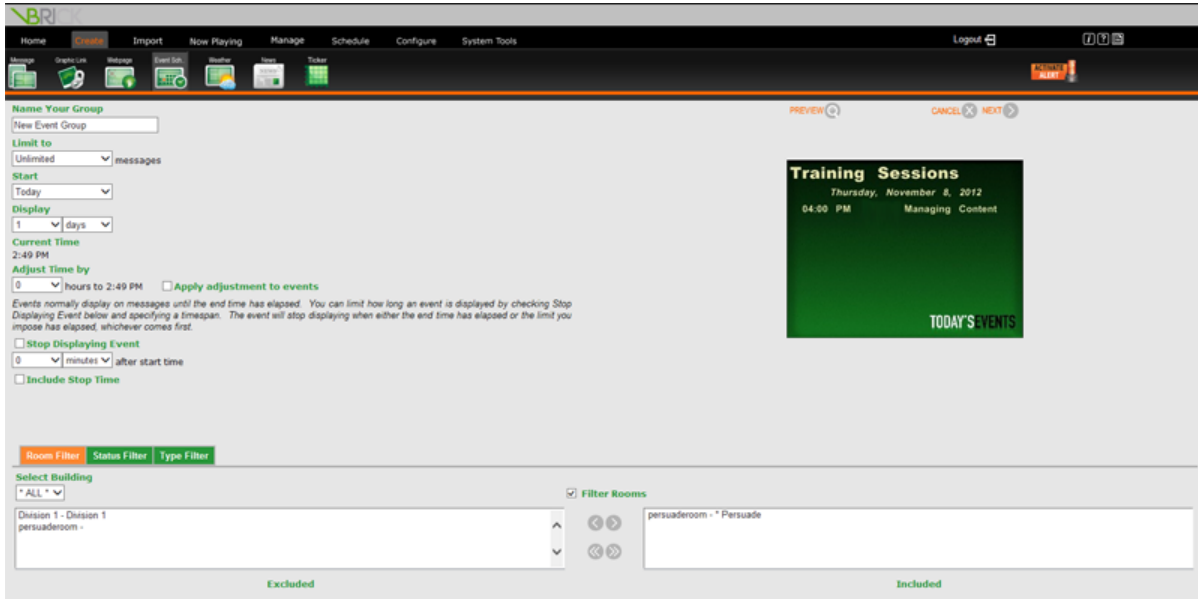 VBRICK
Home Create Import Now Playing Manage Schedule Configure System Tools Logout
Message Graphic Link Webpage Event Sch. Weather News Ticker
ACTIVATE ALERT
Name Your Group
PREVIEW CANCEL NEXT
New Event Group
Limit to
Unlimited messages
Start
Today
Display
1 days
Current Time
2:49 PM
Adjust Time by
0 hours to 2:49 PM Apply adjustment to events
Events normally display on messages until the end time has elapsed. You can limit how long an event is displayed by checking Stop
Displaying Event below and specifying a timespan. The event will stop displaying when either the end time has elapsed or the limit you
impose has elapsed, whichever comes first.
Stop Displaying Event
0 minutes after start time
Include Stop Time
Training Sessions
Thursday, November 8, 2012
04:00 PM Managing Content
TODAY'SEVENTS
Room Filter Status Filter Type Filter
Select Building
* ALL * Filter Rooms
Division 1 - Division 1
persuaderoom -
persuaderoom - * Persuade
Excluded Included